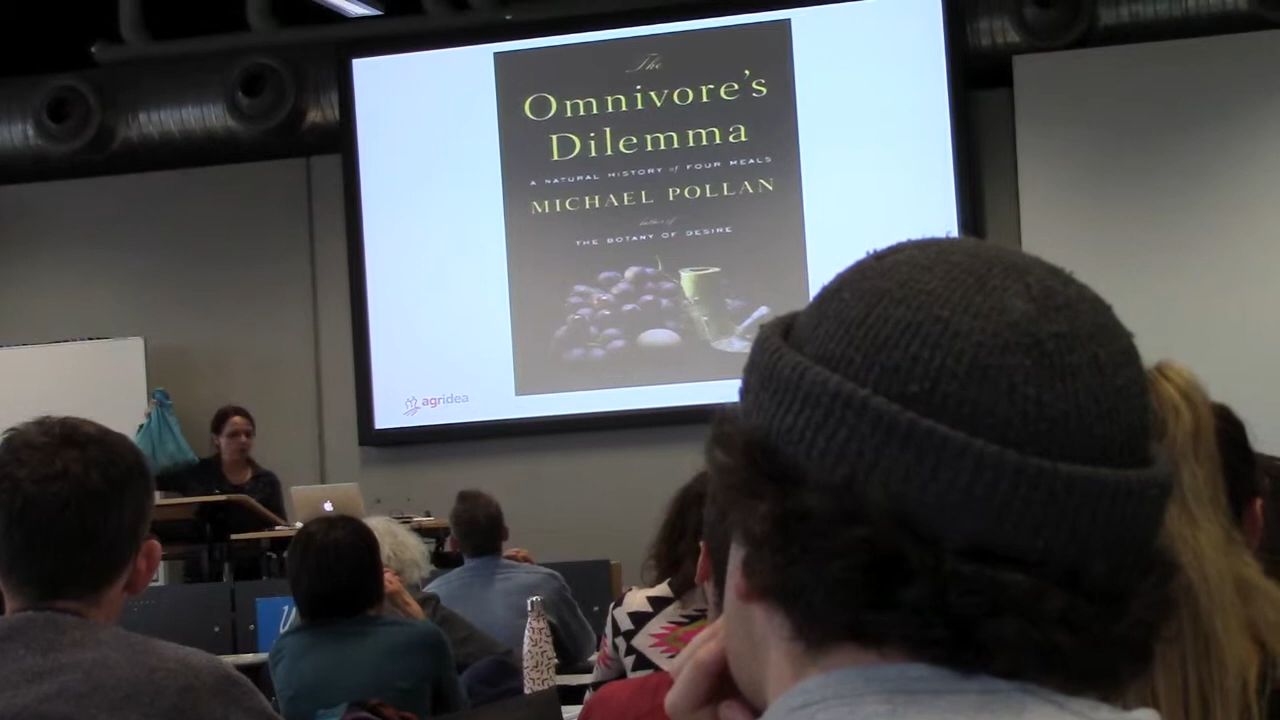 The
Omnivore's
Dilemma
A NATURAL HISTORY of FOUR MEALS
MICHAEL POLLAN
author of
THE BOTANY OF DESIRE
agridea